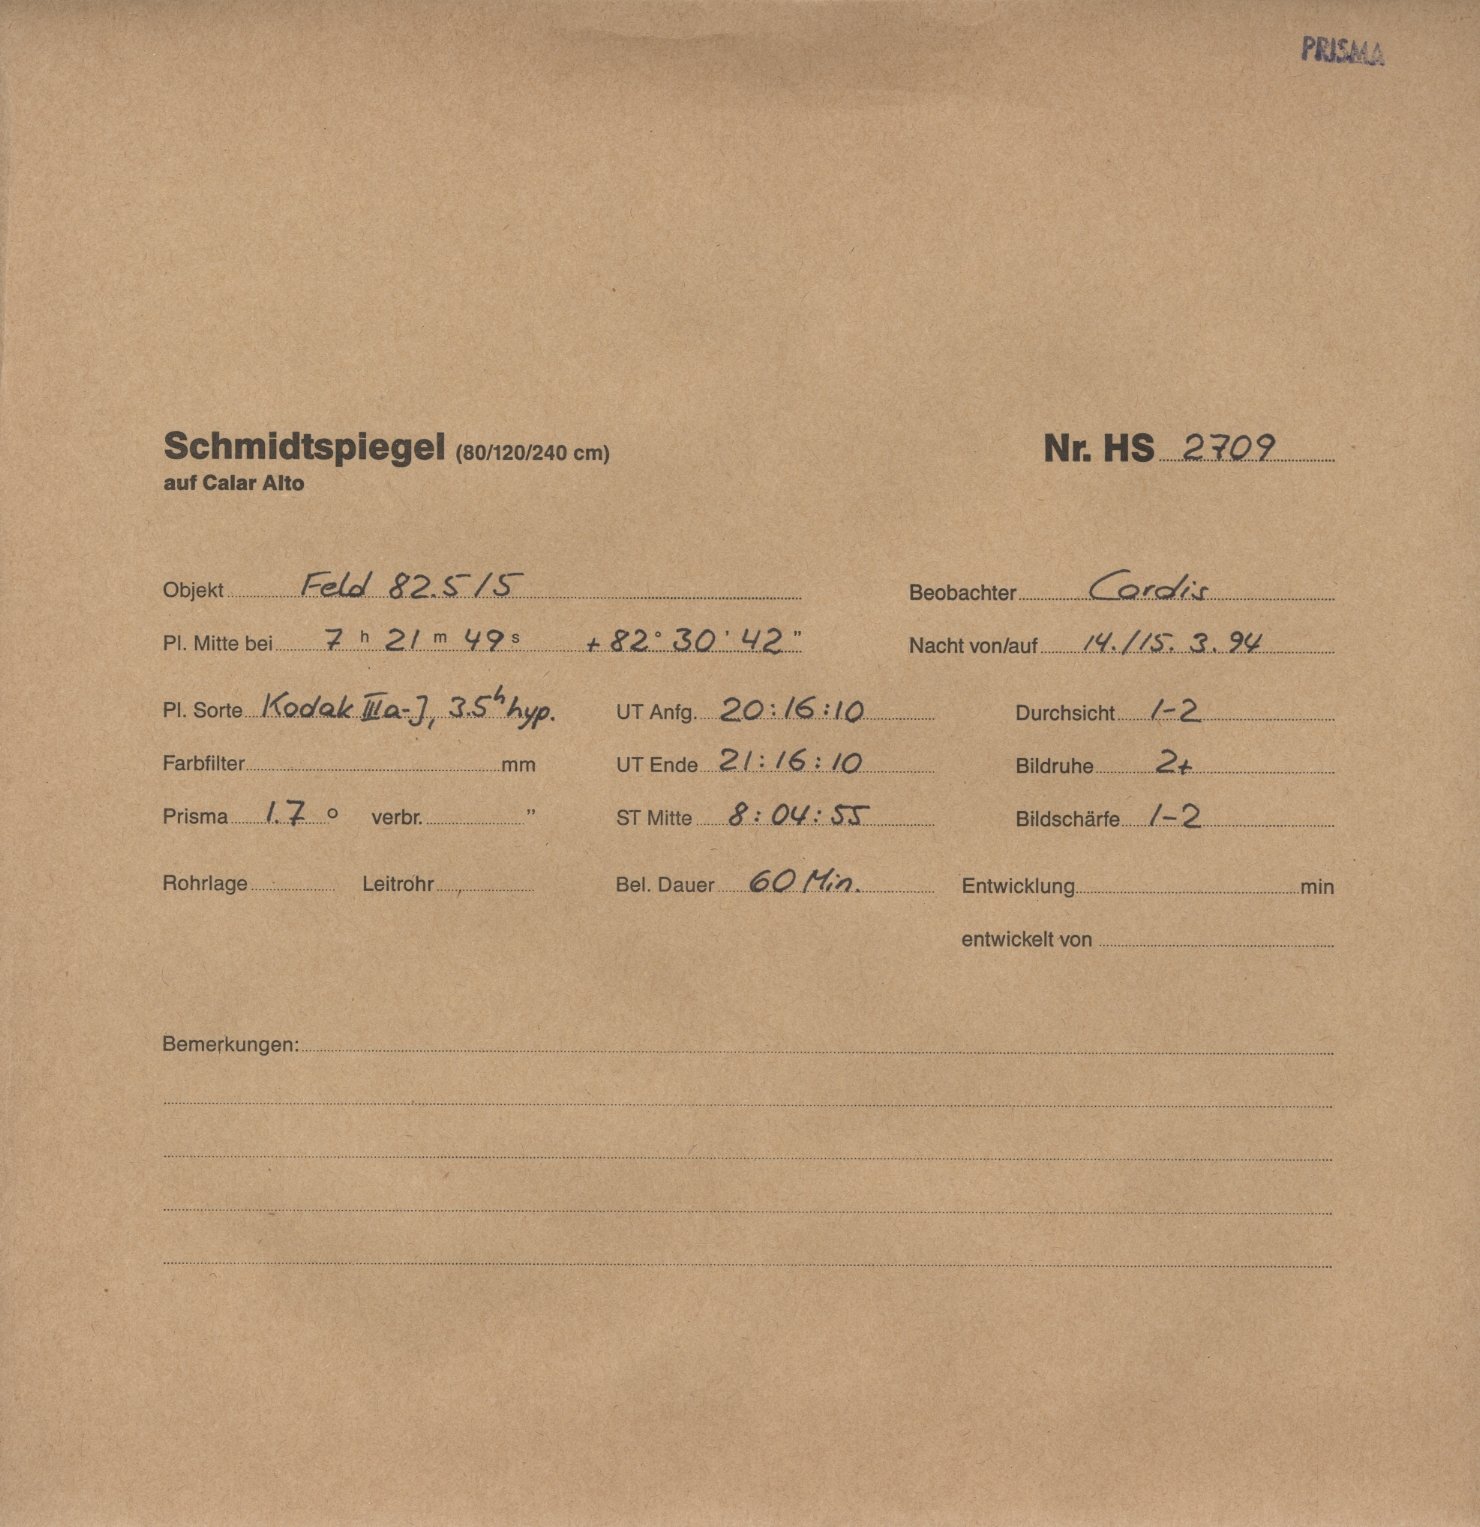 PRISMA
Schmidtspiegel (80/120/240 cm) Nr. HS 2709
auf Calar Alto
Objekt Feld 82.5/5 Beobachter Cordis
Pl. Mitte bei 7 h 21 m 49 s +82° 30' 42" Nacht von/auf 14./15. 3. 94
Pl. Sorte Kodak IIIa-J, 3.5h hyp. UT Anfg. 20:16:10 Durchsicht 1-2
Farbfilter mm UT Ende 21:16:10 Bildruhe 2+
Prisma 1.7 ° verbr. " ST Mitte 8:04:55 Bildschärfe 1-2
Rohrlage Leitrohr Bel. Dauer 60 Min. Entwicklung min
entwickelt von
Bemerkungen: